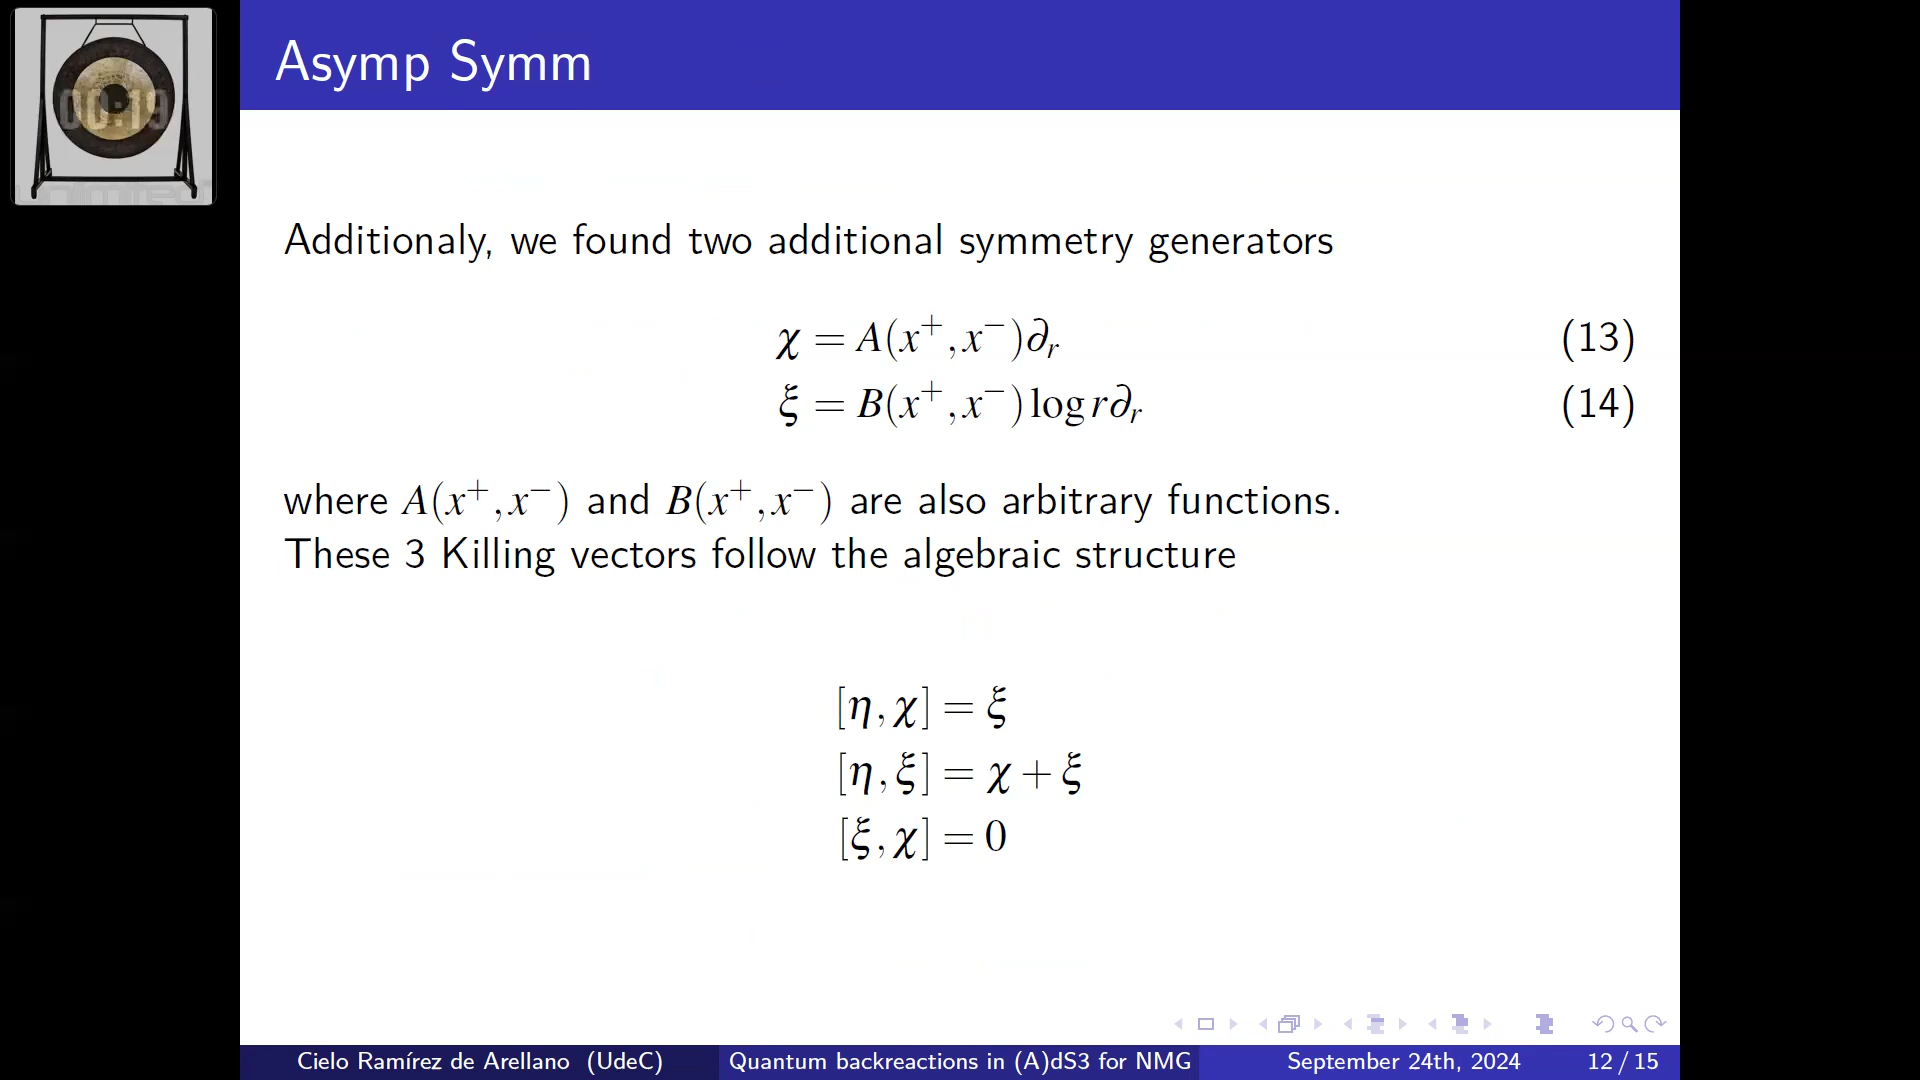 00:19
Asymp Symm
Additionaly, we found two additional symmetry generators
χ = A(x⁺, x⁻)∂ᵣ (13)
ξ = B(x⁺, x⁻) log r∂ᵣ (14)
where A(x⁺, x⁻) and B(x⁺, x⁻) are also arbitrary functions.
These 3 Killing vectors follow the algebraic structure
[η, χ] = ξ
[η, ξ] = χ + ξ
[ξ, χ] = 0
Cielo Ramírez de Arellano (UdeC) Quantum backreactions in (A)dS3 for NMG September 24th, 2024 12 / 15